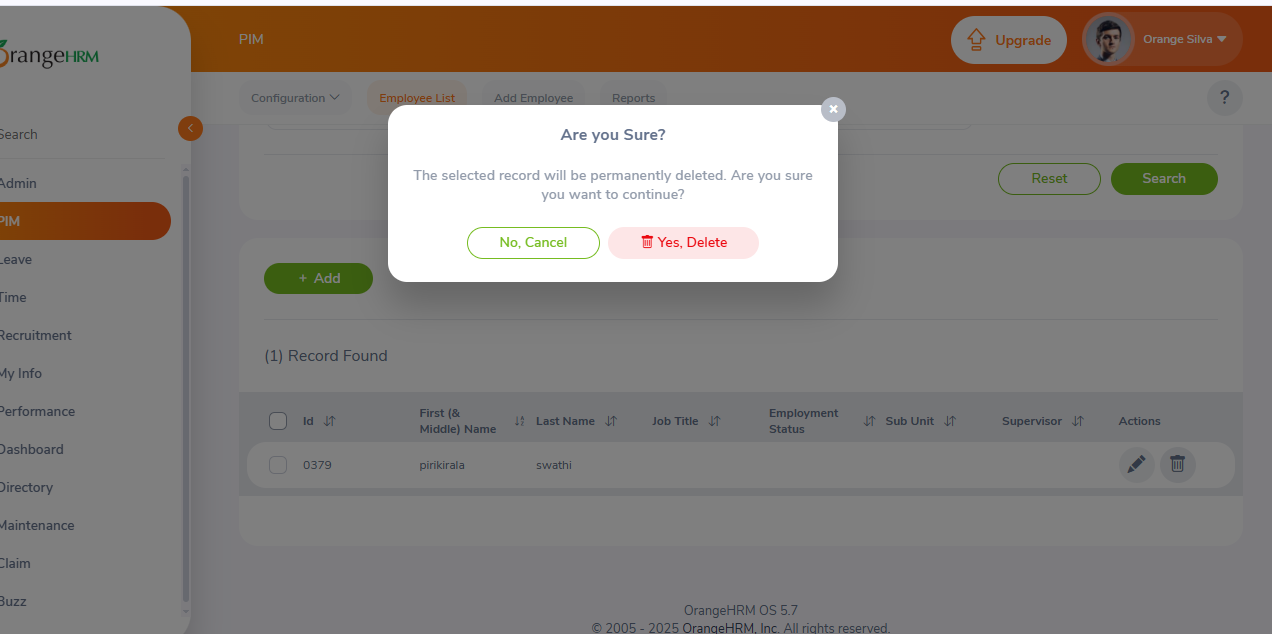 PIM
Upgrade
Orange Silva
OrangeHRM
Configuration
Employee List
Add Employee
Reports
?
Search
Admin
PIM
Leave
Time
Recruitment
My Info
Performance
Dashboard
Directory
Maintenance
Claim
Buzz
Are you Sure?
The selected record will be permanently deleted. Are you sure
you want to continue?
No, Cancel
Yes, Delete
Reset
Search
+ Add
(1) Record Found
Id
First (&
Middle) Name
Last Name
Job Title
Employment
Status
Sub Unit
Supervisor
Actions
0379
pirikirala
swathi
OrangeHRM OS 5.7
© 2005 - 2025 OrangeHRM, Inc. All rights reserved.